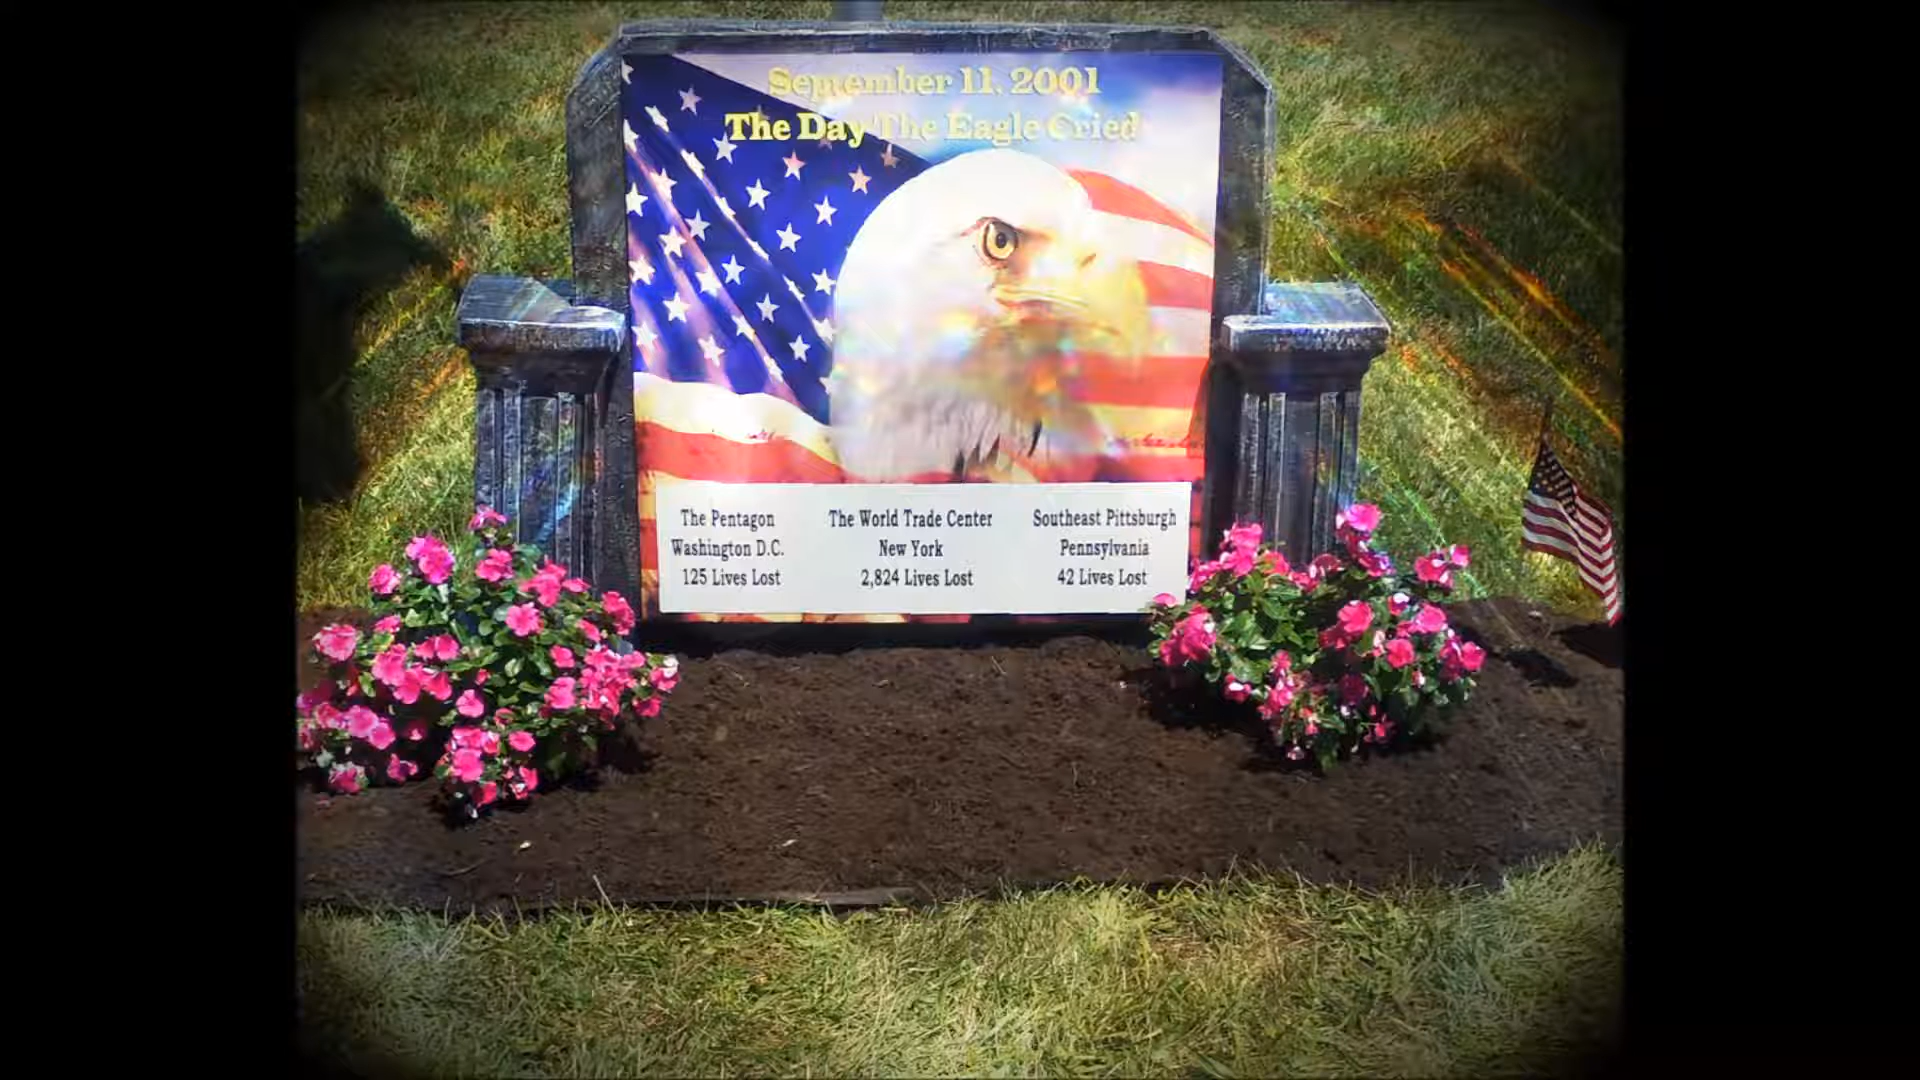 September 11, 2001
The Day The Eagle Cried
The Pentagon
Washington D.C.
125 Lives Lost
The World Trade Center
New York
2,824 Lives Lost
Southeast Pittsburgh
Pennsylvania
42 Lives Lost